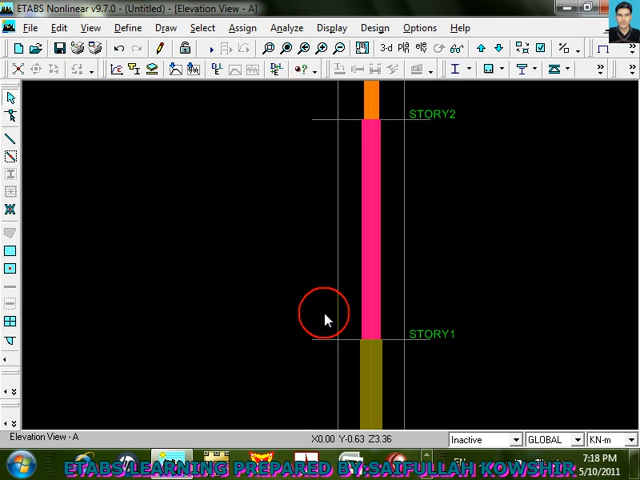 ETABS Nonlinear v9.7.0 - (Untitled) - [Elevation View - A]
File Edit View Define Draw Select Assign Analyze Display Design Options Help
3-d
STORY2
STORY1
Elevation View - A
X0.00 Y-0.63 Z3.36
Inactive
GLOBAL
KN-m
EN
7:18 PM
5/10/2011
ETABS LEARNING PREPARED BY:SAIFULLAH KOWSHIR